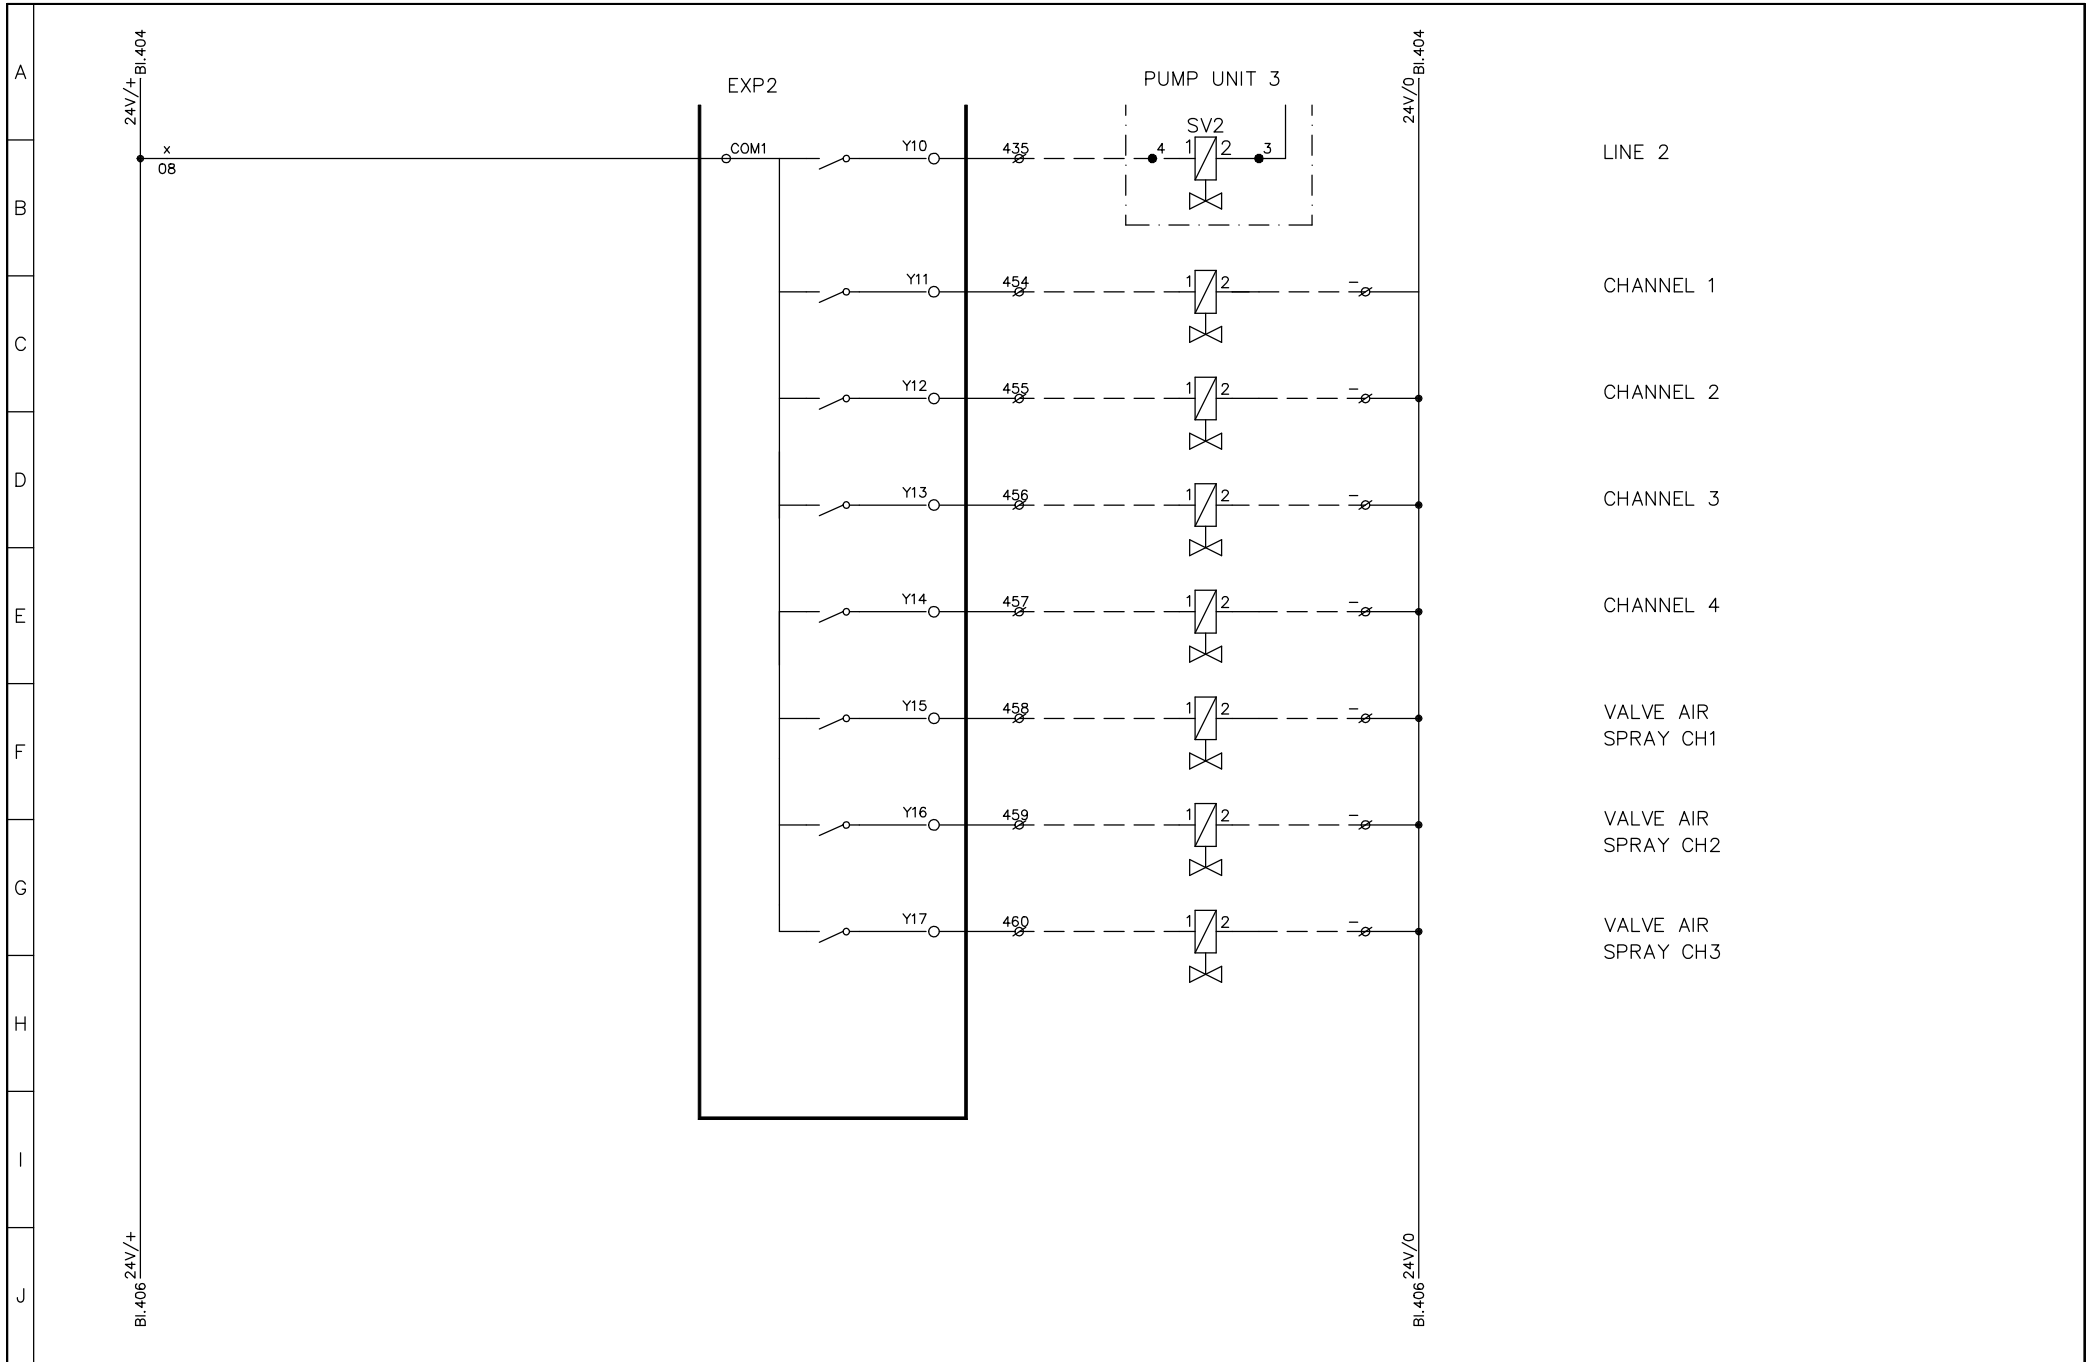 A
B
C
D
E
F
G
H
I
J
24V/+
Bl.404
24V/0
Bl.404
EXP2
PUMP UNIT 3
SV2
x
08
COM1
Y10
435
4
1
2
3
LINE 2
Y11
454
1
2
–
CHANNEL 1
Y12
455
1
2
–
CHANNEL 2
Y13
456
1
2
–
CHANNEL 3
Y14
457
1
2
–
CHANNEL 4
Y15
458
1
2
–
VALVE AIR
SPRAY CH1
Y16
459
1
2
–
VALVE AIR
SPRAY CH2
Y17
460
1
2
–
VALVE AIR
SPRAY CH3
24V/+
Bl.406
24V/0
Bl.406